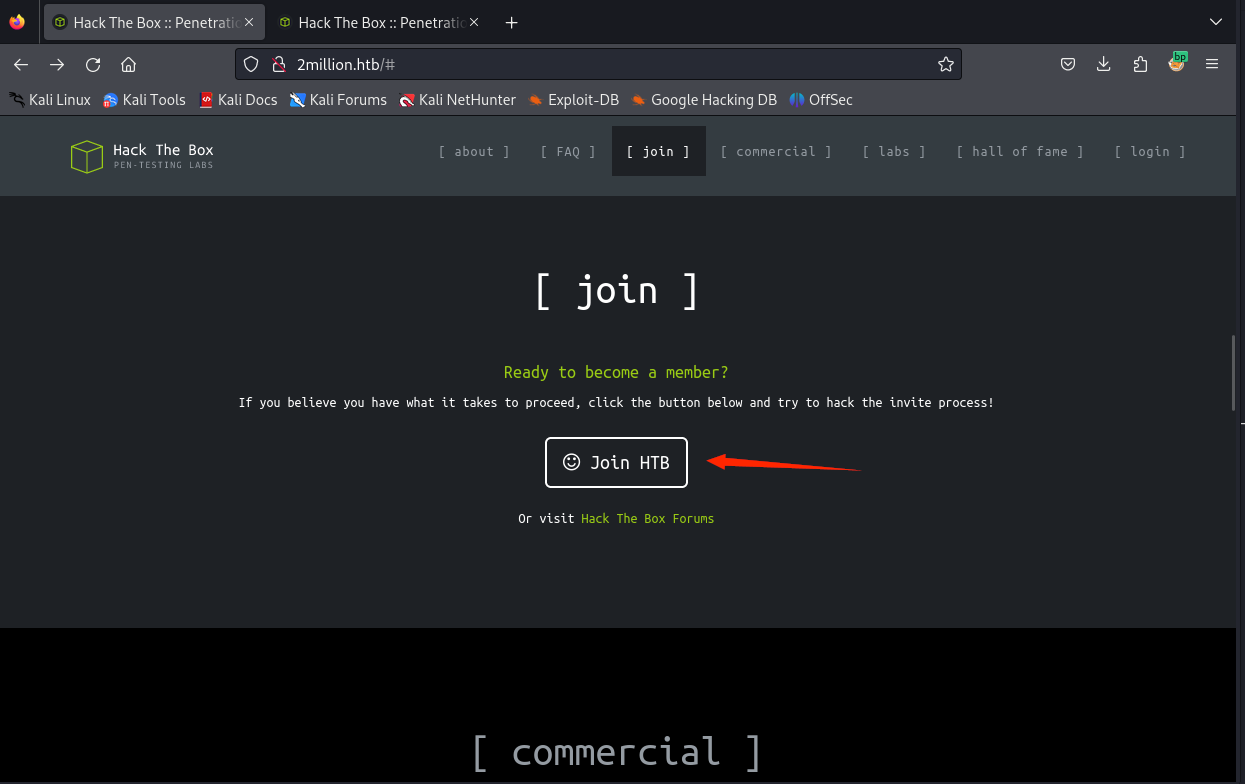 Hack The Box :: Penetratio
Hack The Box :: Penetratio
2million.htb/#
bp
Kali Linux Kali Tools Kali Docs Kali Forums Kali NetHunter Exploit-DB Google Hacking DB OffSec
Hack The Box
PEN-TESTING LABS
[ about ] [ FAQ ] [ join ] [ commercial ] [ labs ] [ hall of fame ] [ login ]
[ join ]
Ready to become a member?
If you believe you have what it takes to proceed, click the button below and try to hack the invite process!
Join HTB
Or visit Hack The Box Forums
[ commercial ]